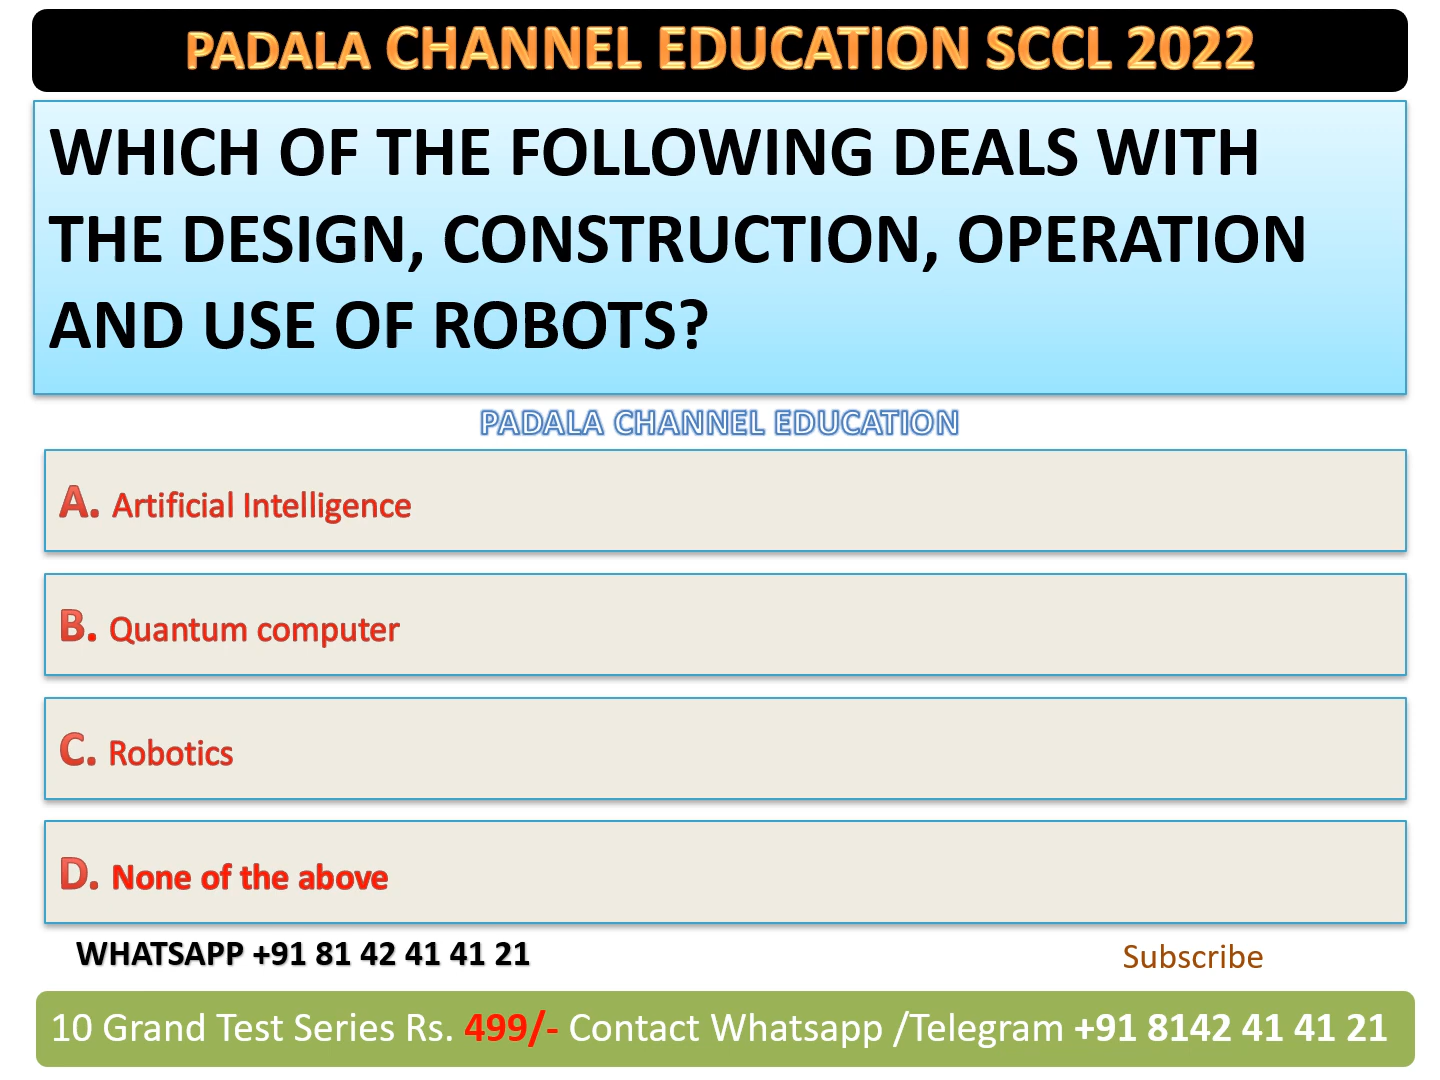 PADALA CHANNEL EDUCATION SCCL 2022
WHICH OF THE FOLLOWING DEALS WITH
THE DESIGN, CONSTRUCTION, OPERATION
AND USE OF ROBOTS?
PADALA CHANNEL EDUCATION
A. Artificial Intelligence
B. Quantum computer
C. Robotics
D. None of the above
WHATSAPP +91 81 42 41 41 21
Subscribe
10 Grand Test Series Rs. 499/- Contact Whatsapp /Telegram +91 8142 41 41 21